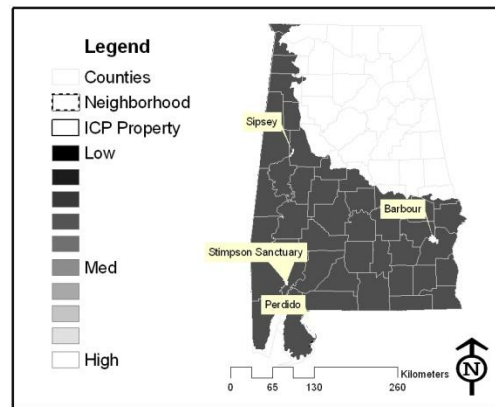 Legend
Counties
Neighborhood
ICP Property
Low
Med
High
Sipsey
Barbour
Stimpson Sanctuary
Perdido
Kilometers
0 65 130 260
N